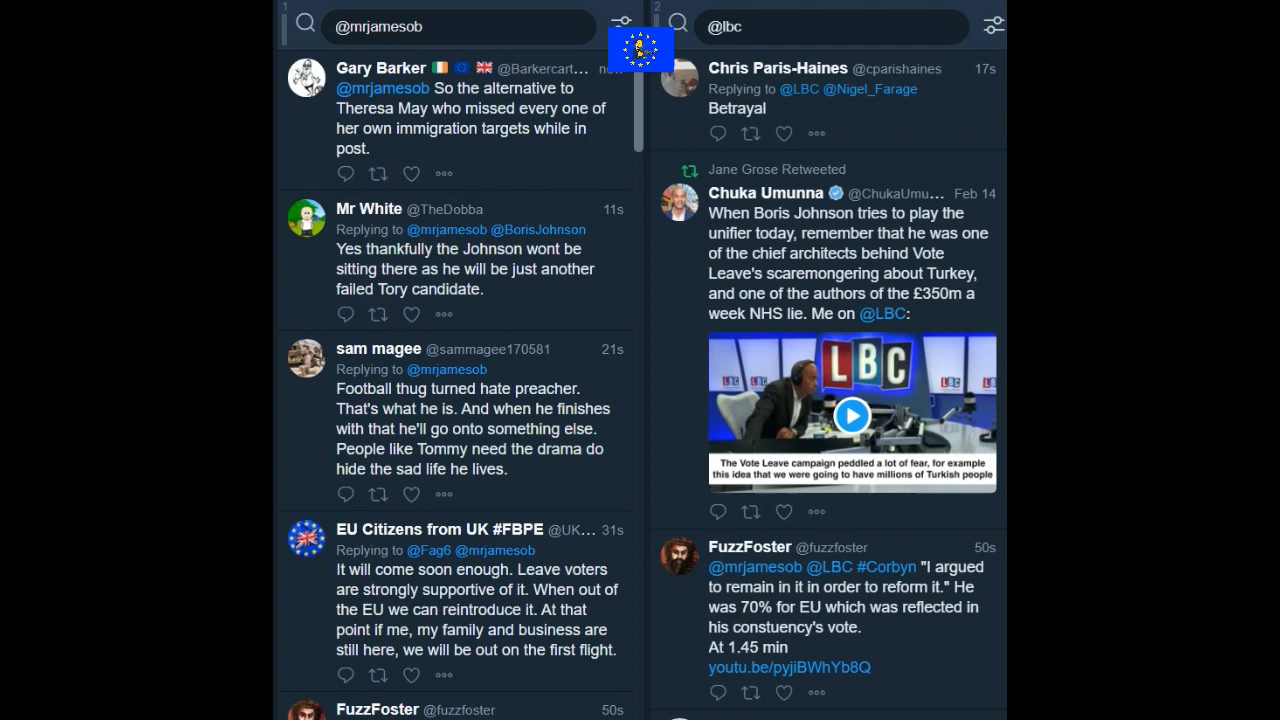 1
@mrjamesob
Gary Barker @Barkercart… now
@mrjamesob So the alternative to
Theresa May who missed every one of
her own immigration targets while in
post.
Mr White @TheDobba 11s
Replying to @mrjamesob @BorisJohnson
Yes thankfully the Johnson wont be
sitting there as he will be just another
failed Tory candidate.
sam magee @sammagee170581 21s
Replying to @mrjamesob
Football thug turned hate preacher.
That's what he is. And when he finishes
with that he'll go onto something else.
People like Tommy need the drama do
hide the sad life he lives.
EU Citizens from UK #FBPE @UK… 31s
Replying to @Fag6 @mrjamesob
It will come soon enough. Leave voters
are strongly supportive of it. When out of
the EU we can reintroduce it. At that
point if me, my family and business are
still here, we will be out on the first flight.
FuzzFoster @fuzzfoster 50s
2
@lbc
Chris Paris-Haines @cparishaines 17s
Replying to @LBC @Nigel_Farage
Betrayal
Jane Grose Retweeted
Chuka Umunna @ChukaUmu… Feb 14
When Boris Johnson tries to play the
unifier today, remember that he was one
of the chief architects behind Vote
Leave's scaremongering about Turkey,
and one of the authors of the £350m a
week NHS lie. Me on @LBC:
LBC
LBC
LBC
LBC
LBC
The Vote Leave campaign peddled a lot of fear, for example
this idea that we were going to have millions of Turkish people
FuzzFoster @fuzzfoster 50s
@mrjamesob @LBC #Corbyn "I argued
to remain in it in order to reform it." He
was 70% for EU which was reflected in
his constuency's vote.
At 1.45 min
youtu.be/pyjiBWhYb8Q